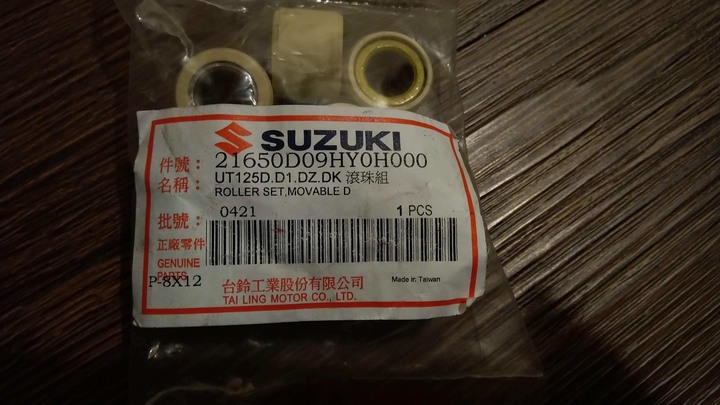 SUZUKI
件號： 21650D09HY0H000
名稱： UT125D.D1.DZ.DK 滾珠組
ROLLER SET,MOVABLE D
批號： 0421 1 PCS
正廠零件
GENUINE
PARTS
P-8X12
台鈴工業股份有限公司
TAI LING MOTOR CO., LTD.
Made in Taiwan